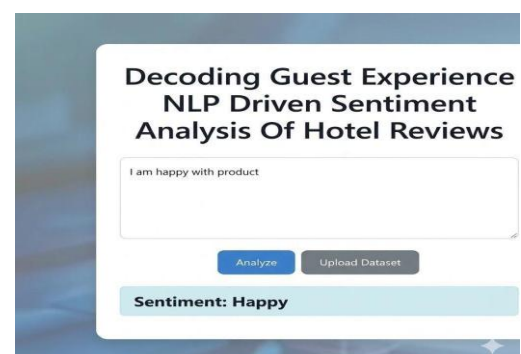 Decoding Guest Experience
NLP Driven Sentiment
Analysis Of Hotel Reviews
I am happy with product
Analyze
Upload Dataset
Sentiment: Happy